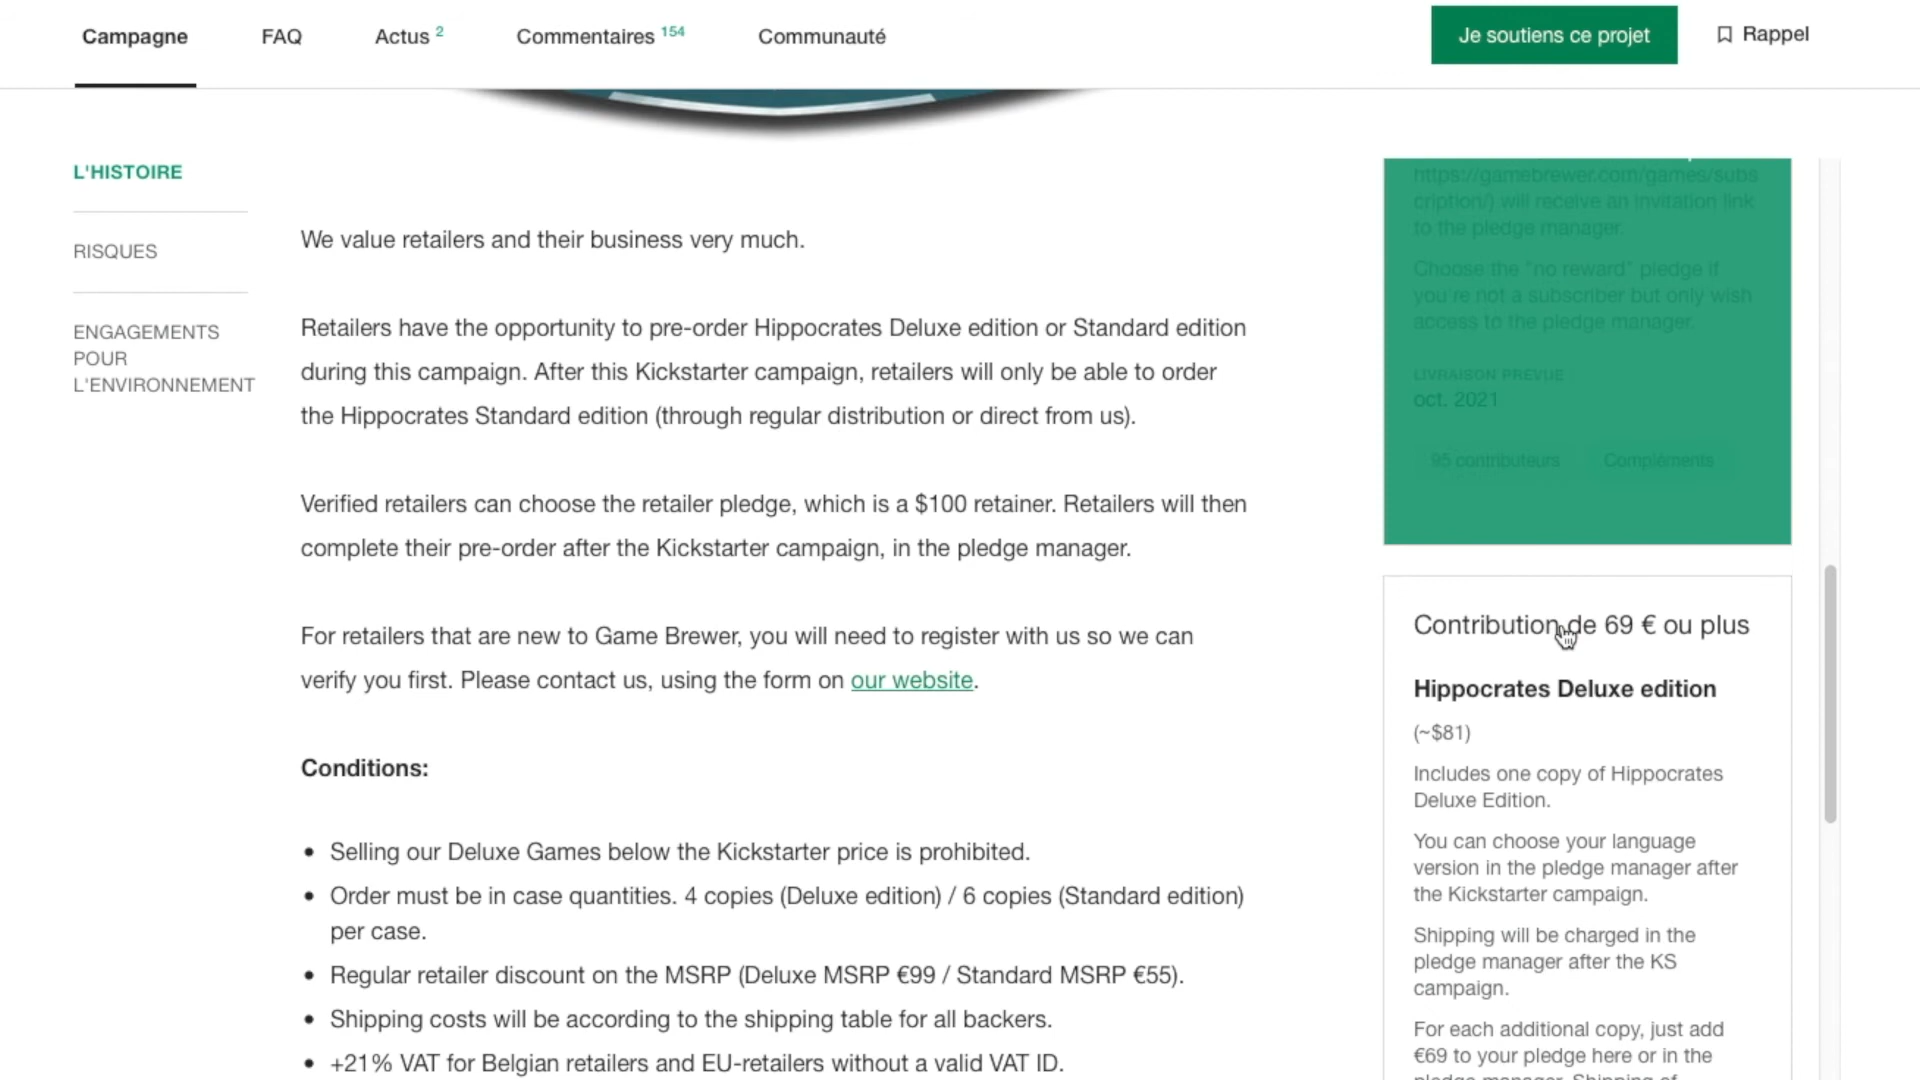 Campagne
FAQ
Actus 2
Commentaires 154
Communauté
Je soutiens ce projet
Rappel
L'HISTOIRE
RISQUES
ENGAGEMENTS
POUR
L'ENVIRONNEMENT
We value retailers and their business very much.
Retailers have the opportunity to pre-order Hippocrates Deluxe edition or Standard edition
during this campaign. After this Kickstarter campaign, retailers will only be able to order
the Hippocrates Standard edition (through regular distribution or direct from us).
Verified retailers can choose the retailer pledge, which is a $100 retainer. Retailers will then
complete their pre-order after the Kickstarter campaign, in the pledge manager.
For retailers that are new to Game Brewer, you will need to register with us so we can
verify you first. Please contact us, using the form on our website.
Conditions:
• Selling our Deluxe Games below the Kickstarter price is prohibited.
• Order must be in case quantities. 4 copies (Deluxe edition) / 6 copies (Standard edition)
per case.
• Regular retailer discount on the MSRP (Deluxe MSRP €99 / Standard MSRP €55).
• Shipping costs will be according to the shipping table for all backers.
• +21% VAT for Belgian retailers and EU-retailers without a valid VAT ID.
https://gamebrewer.com/games/subs
cription/) will receive an invitation link
to the pledge manager.
Choose the "no reward" pledge if
you're not a subscriber but only wish
access to the pledge manager.
LIVRAISON PRÉVUE
oct. 2021
95 contributeurs
Compléments
Contribution de 69 € ou plus
Hippocrates Deluxe edition
(~$81)
Includes one copy of Hippocrates
Deluxe Edition.
You can choose your language
version in the pledge manager after
the Kickstarter campaign.
Shipping will be charged in the
pledge manager after the KS
campaign.
For each additional copy, just add
€69 to your pledge here or in the
pledge manager. Shipping of